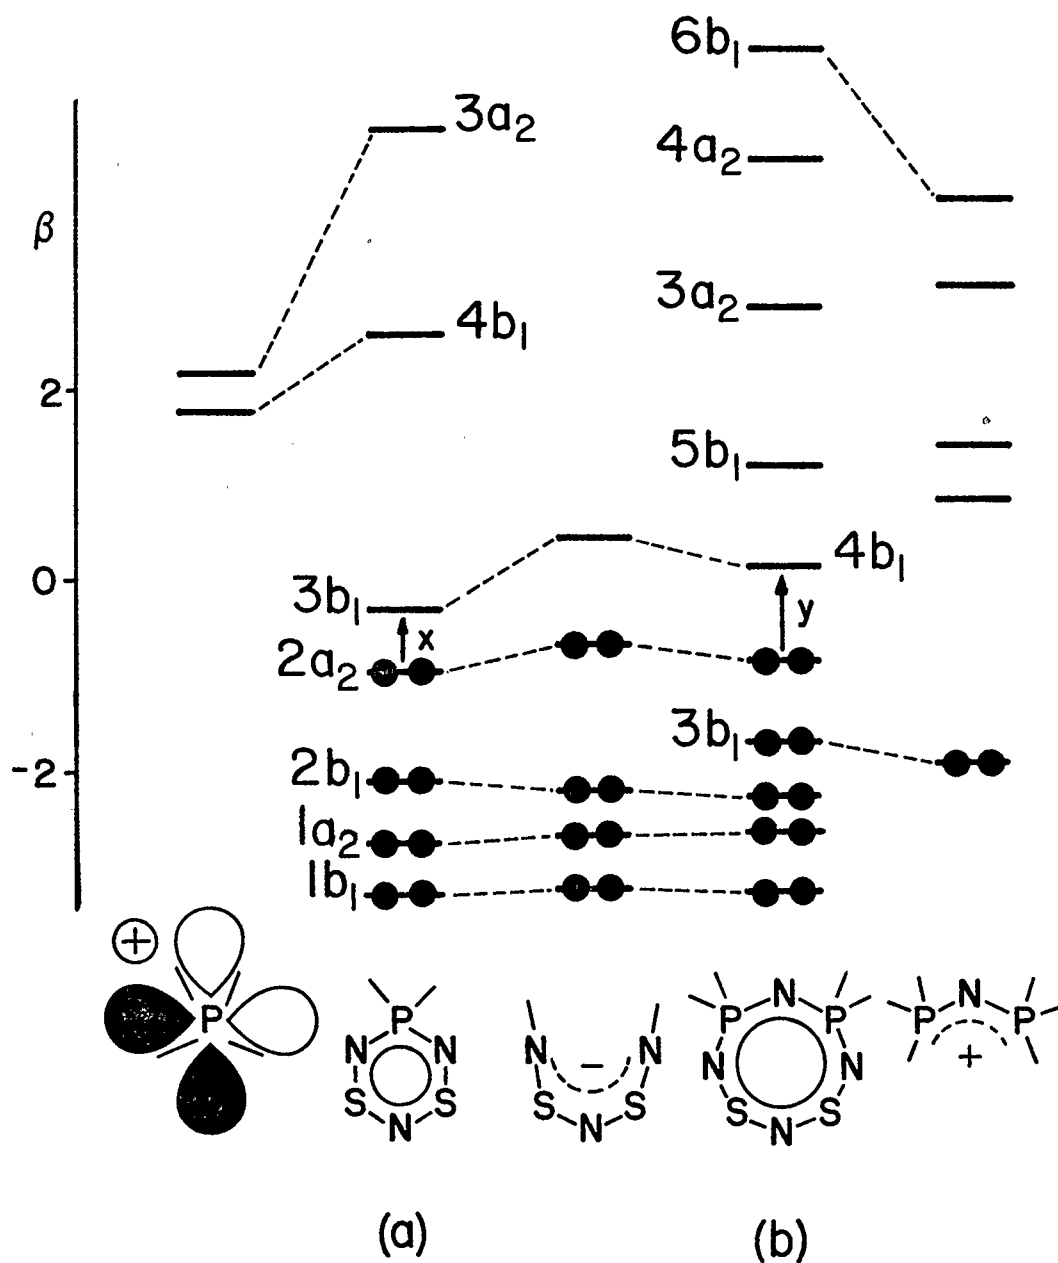 6b₁
3a₂
4a₂
β
3a₂
4b₁
2
5b₁
0
4b₁
3b₁
x
y
2a₂
3b₁
2b₁
-2
1a₂
1b₁
+
P
P N N S S N
N N S S N −
P N P N N S S N
P N P +
(a) (b)